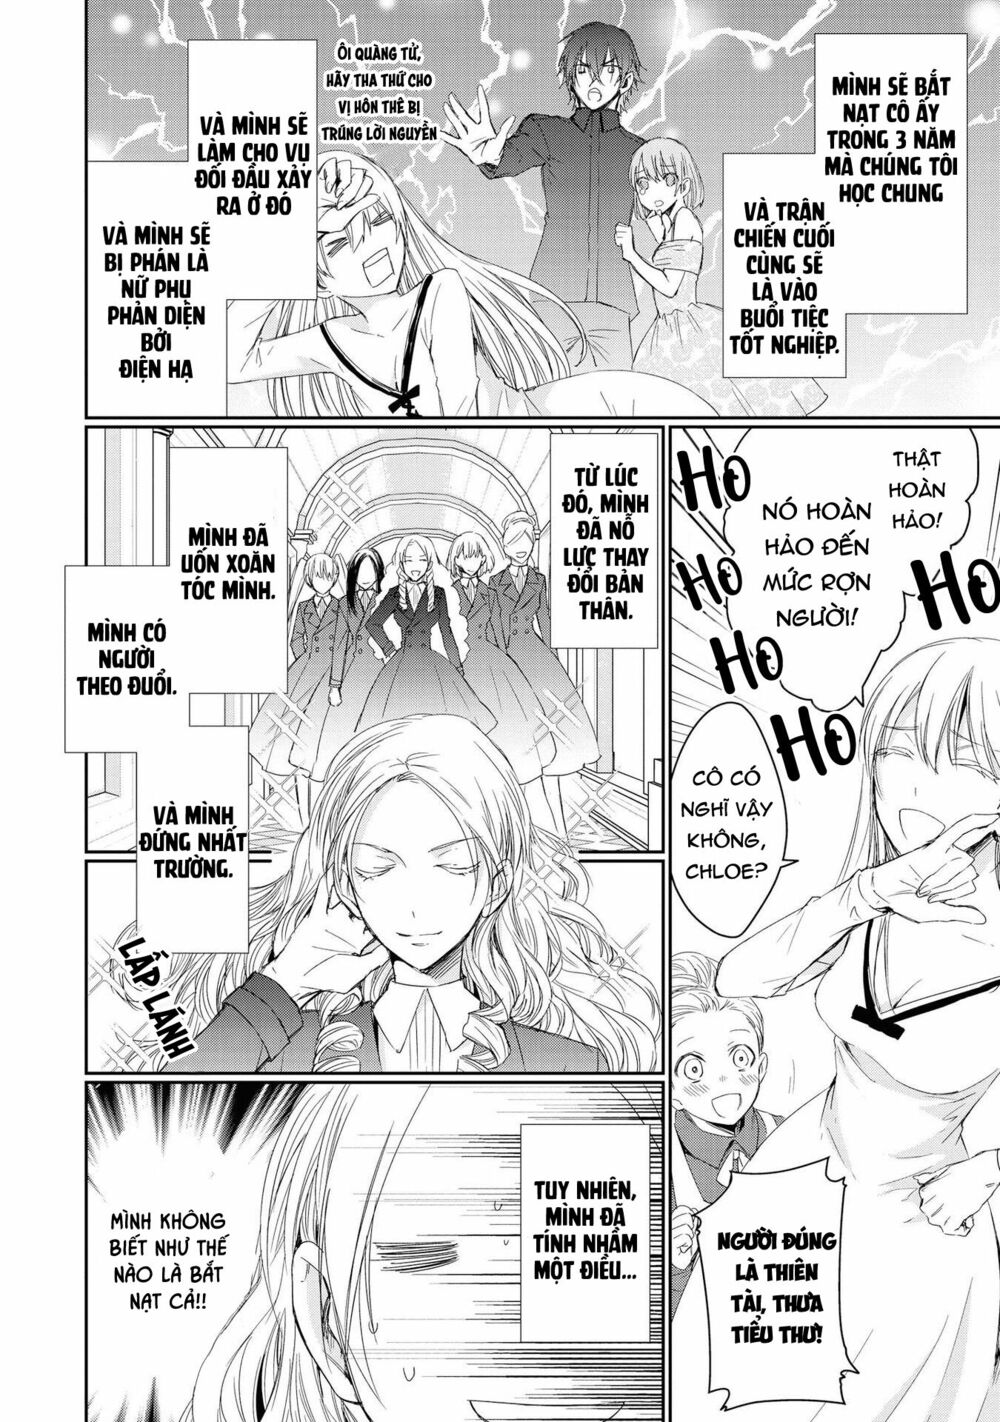 MÌNH SẼ BẮT
NẠT CÔ ẤY
TRONG 3 NĂM
MÀ CHÚNG TÔI
HỌC CHUNG
VÀ TRẬN
CHIẾN CUỐI
CÙNG SẼ
LÀ VÀO
BUỔI TIỆC
TỐT NGHIỆP.
ÔI QUÀNG TỬ,
HÃY THA THỨ CHO
VỊ HÔN THÊ BỊ
TRÚNG LỜI NGUYỀN
VÀ MÌNH SẼ
LÀM CHO VỤ
ĐỐI ĐẦU XẢY
RA Ở ĐÓ
VÀ MÌNH SẼ
BỊ PHÁN LÀ
NỮ PHỤ
PHẢN DIỆN
BỞI
ĐIỆN HẠ
THẬT
HOÀN
HẢO!
NÓ HOÀN
HẢO ĐẾN
MỨC RỢN
NGƯỜI!
HO
HO
HO
HO
HO
CÔ CÓ
NGHĨ VẬY
KHÔNG,
CHLOE?
NGƯỜI ĐÚNG
LÀ THIÊN
TÀI, THƯA
TIỂU THƯ!
TỪ LÚC
ĐÓ, MÌNH
ĐÃ NỖ
LỰC THAY
ĐỔI BẢN
THÂN.
MÌNH ĐÃ
UỐN XOĂN
TÓC MÌNH.
MÌNH CÓ
NGƯỜI
THEO ĐUỔI.
VÀ MÌNH
ĐỨNG NHẤT
TRƯỜNG.
LẤP LÁNH
TUY NHIÊN,
MÌNH ĐÃ
TÍNH NHẦM
MỘT ĐIỀU...
MÌNH KHÔNG
BIẾT NHƯ THẾ
NÀO LÀ BẮT
NẠT CẢ!!